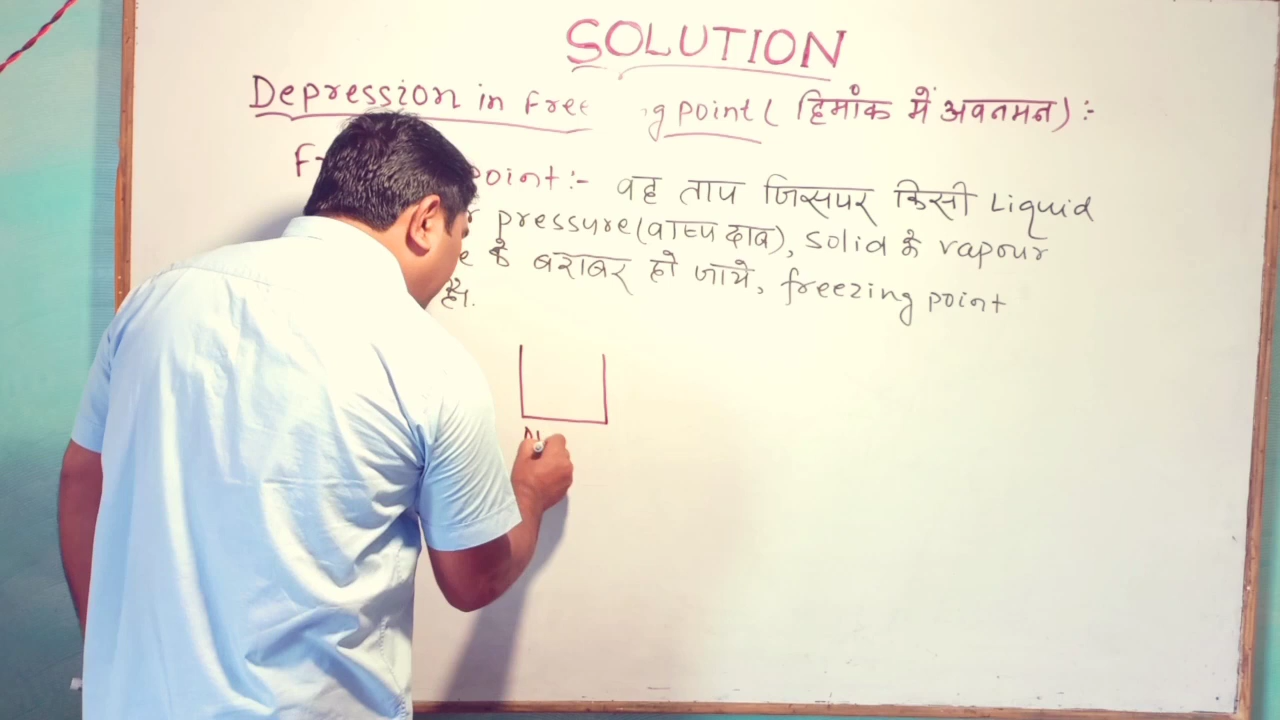 SOLUTION
Depression in Free g point ( हिमांक में अवनमन) :-
point :- वह ताप जिसपर किसी Liquid
pressure(वाष्प दाब), solid के vapour
के बराबर हो जाये, freezing point
है।